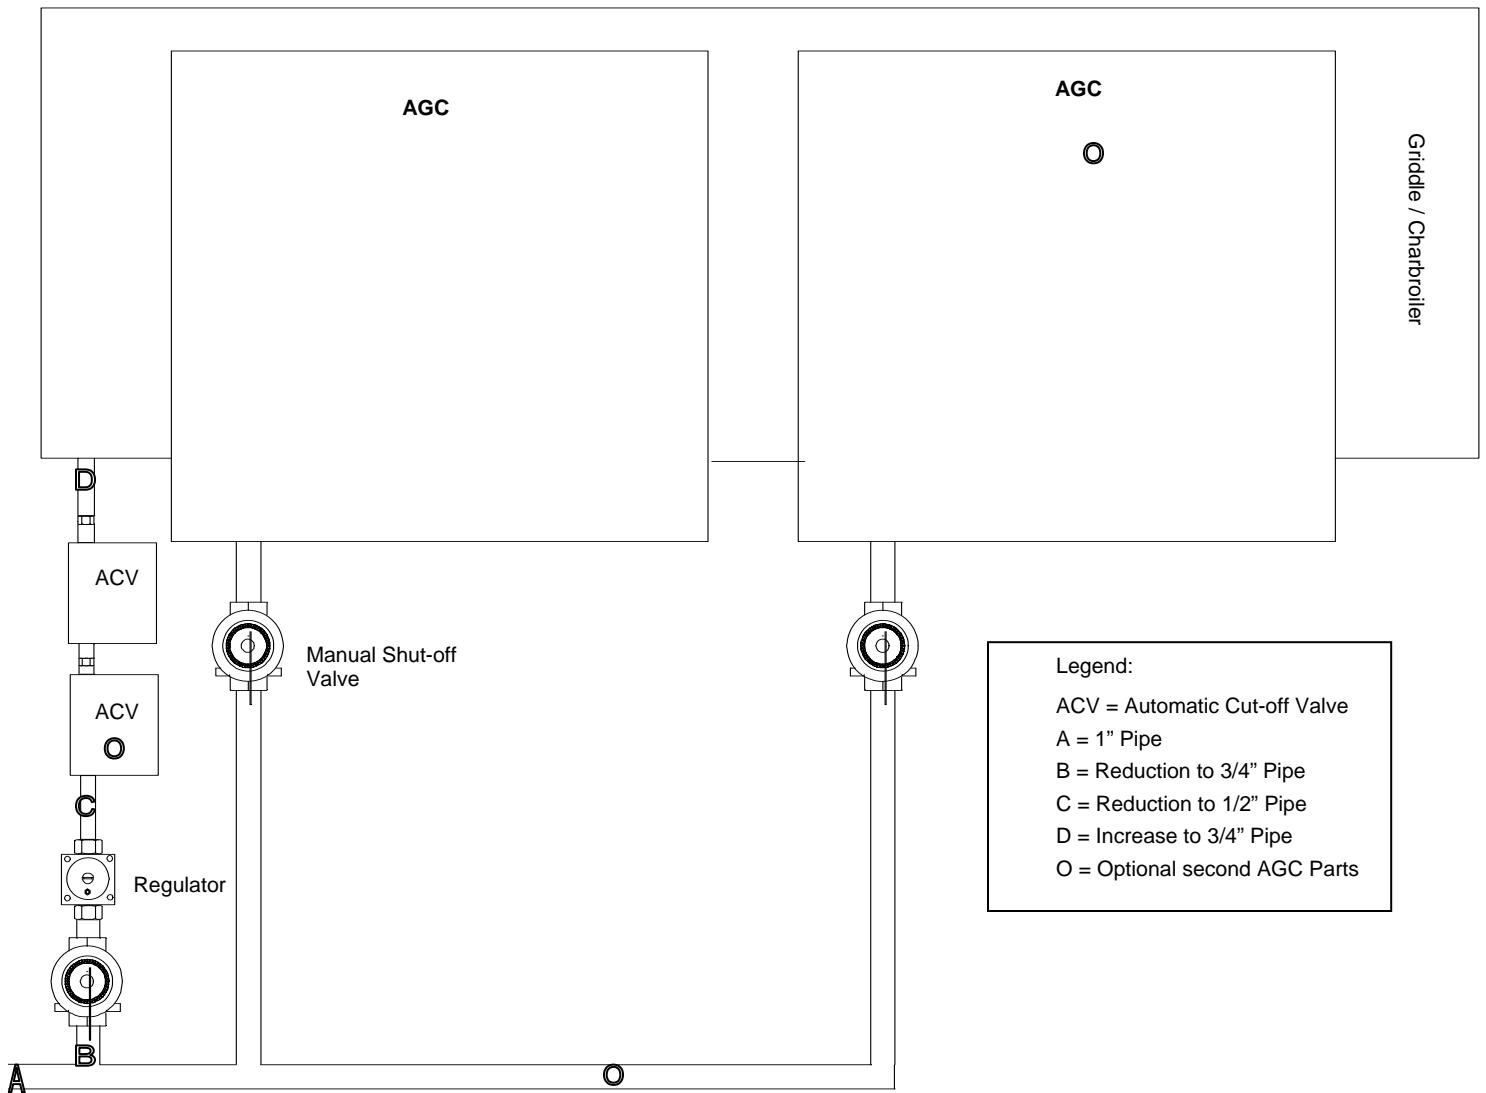 AGC
AGC
O
Griddle / Charbroiler
D
ACV
Manual Shut-off
Valve
ACV
O
C
Regulator
B
A
O
Legend:
ACV = Automatic Cut-off Valve
A = 1” Pipe
B = Reduction to 3/4” Pipe
C = Reduction to 1/2” Pipe
D = Increase to 3/4” Pipe
O = Optional second AGC Parts